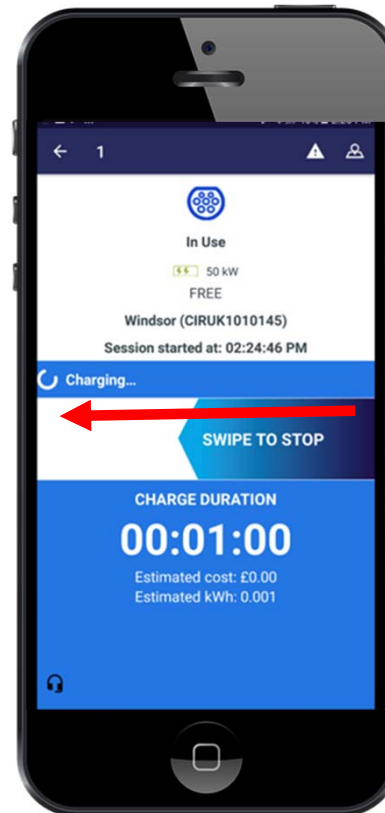 1
In Use
50 kW
FREE
Windsor (CIRUK1010145)
Session started at: 02:24:46 PM
Charging...
SWIPE TO STOP
CHARGE DURATION
00:01:00
Estimated cost: £0.00
Estimated kWh: 0.001